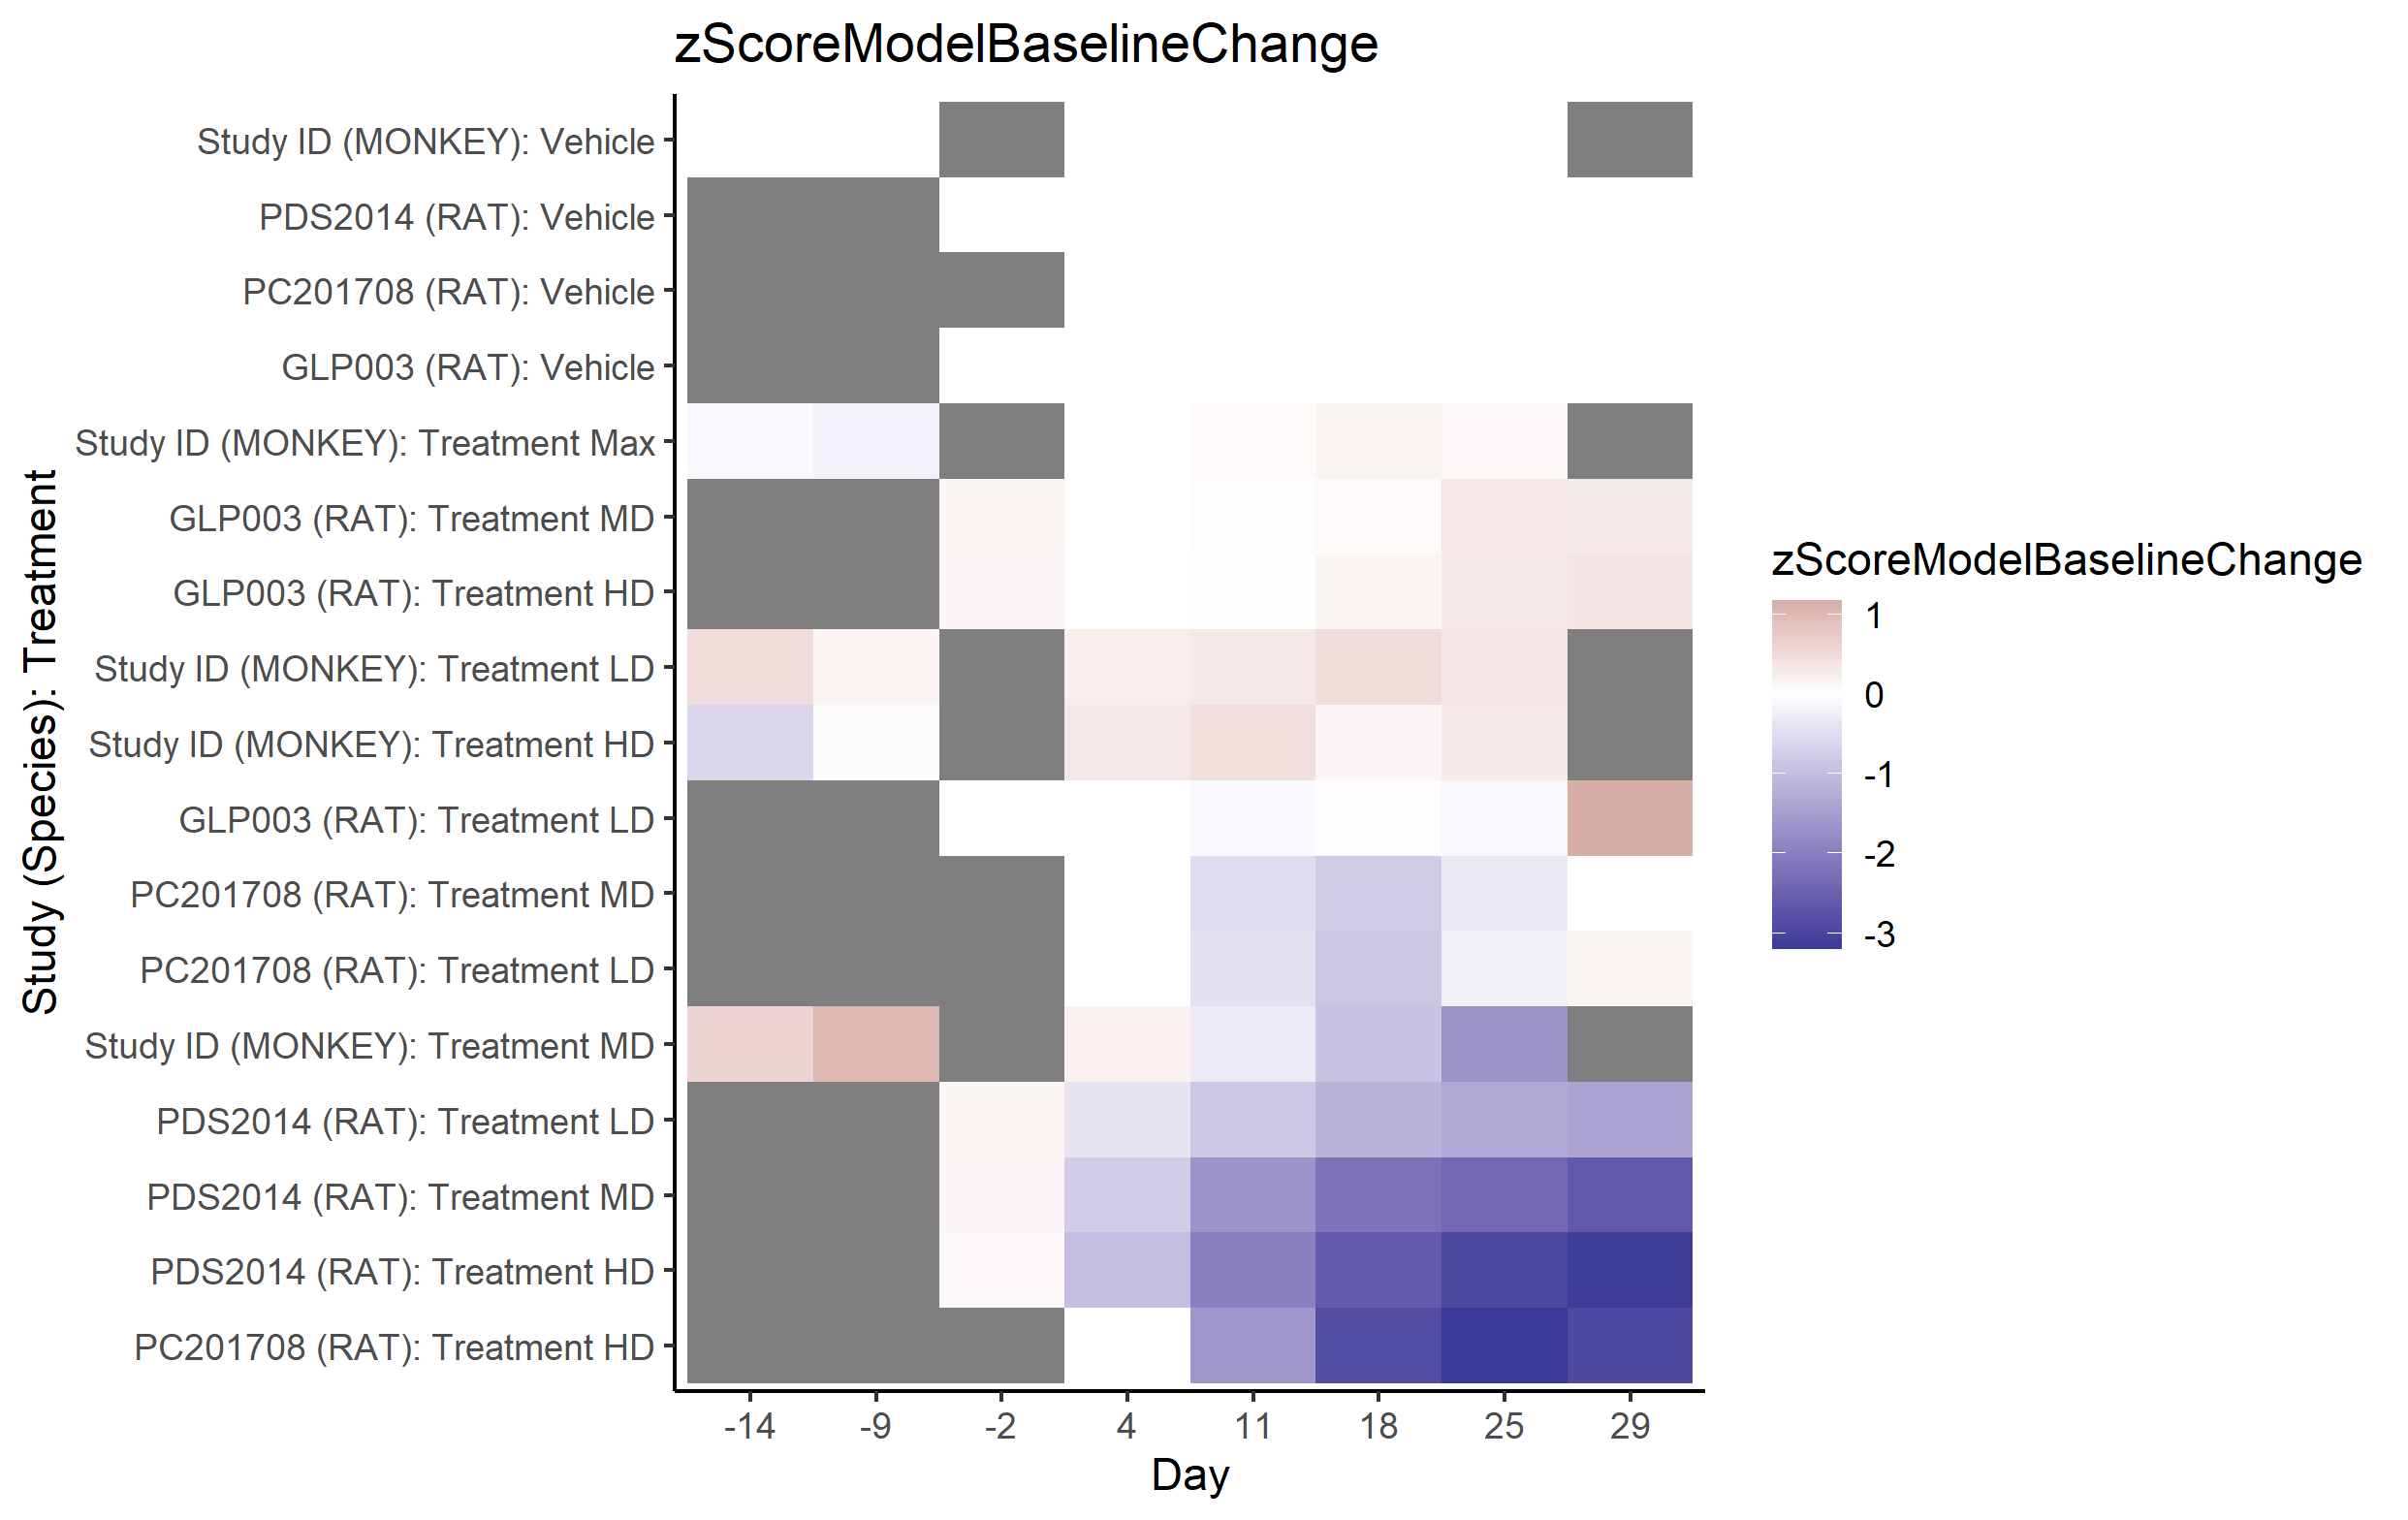 zScoreModelBaselineChange
Study (Species): Treatment
Study ID (MONKEY): Vehicle
PDS2014 (RAT): Vehicle
PC201708 (RAT): Vehicle
GLP003 (RAT): Vehicle
Study ID (MONKEY): Treatment Max
GLP003 (RAT): Treatment MD
GLP003 (RAT): Treatment HD
Study ID (MONKEY): Treatment LD
Study ID (MONKEY): Treatment HD
GLP003 (RAT): Treatment LD
PC201708 (RAT): Treatment MD
PC201708 (RAT): Treatment LD
Study ID (MONKEY): Treatment MD
PDS2014 (RAT): Treatment LD
PDS2014 (RAT): Treatment MD
PDS2014 (RAT): Treatment HD
PC201708 (RAT): Treatment HD
-14 -9 -2 4 11 18 25 29
Day
zScoreModelBaselineChange
1
0
-1
-2
-3